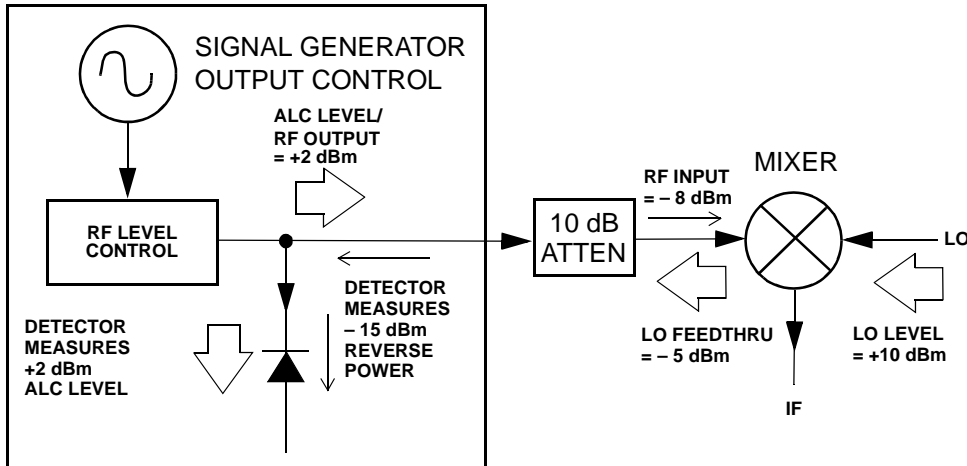 SIGNAL GENERATOR
OUTPUT CONTROL
ALC LEVEL/
RF OUTPUT
= +2 dBm
RF LEVEL
CONTROL
DETECTOR
MEASURES
+2 dBm
ALC LEVEL
DETECTOR
MEASURES
– 15 dBm
REVERSE
POWER
10 dB
ATTEN
RF INPUT
= – 8 dBm
MIXER
LO FEEDTHRU
= – 5 dBm
LO
LO LEVEL
= +10 dBm
IF